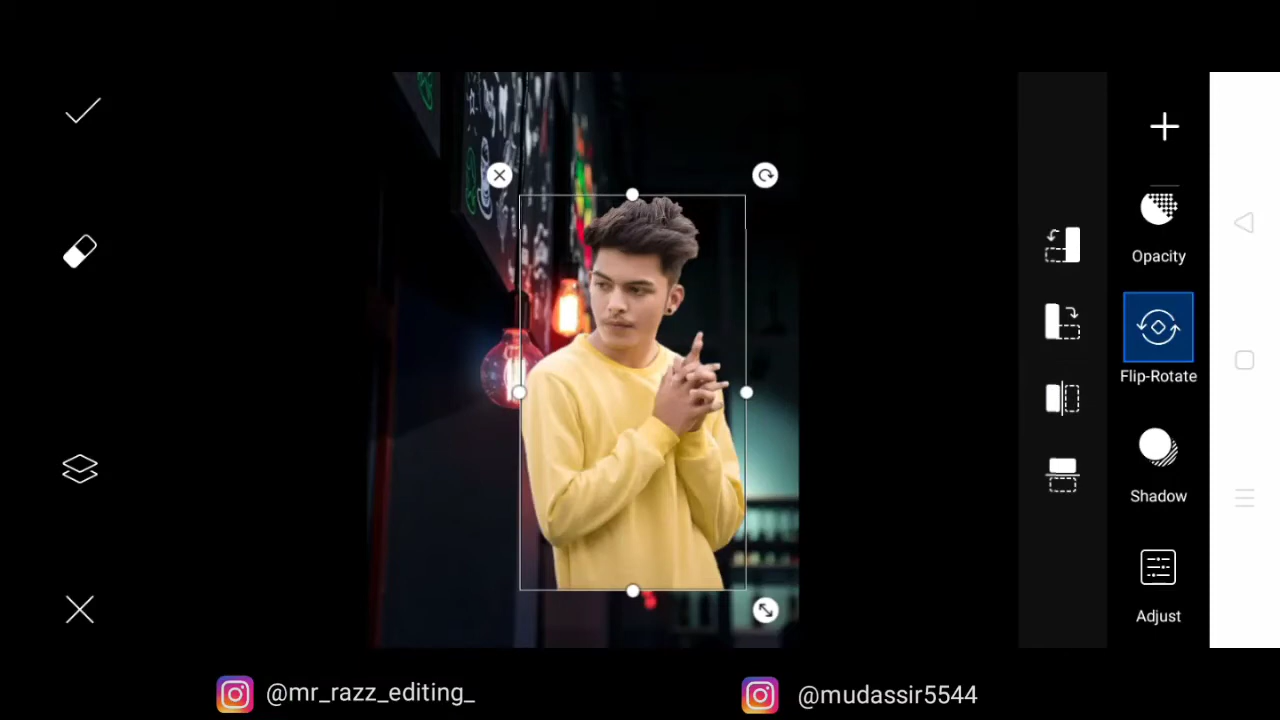 Opacity
Flip-Rotate
Shadow
Adjust
@mr_razz_editing_
@mudassir5544